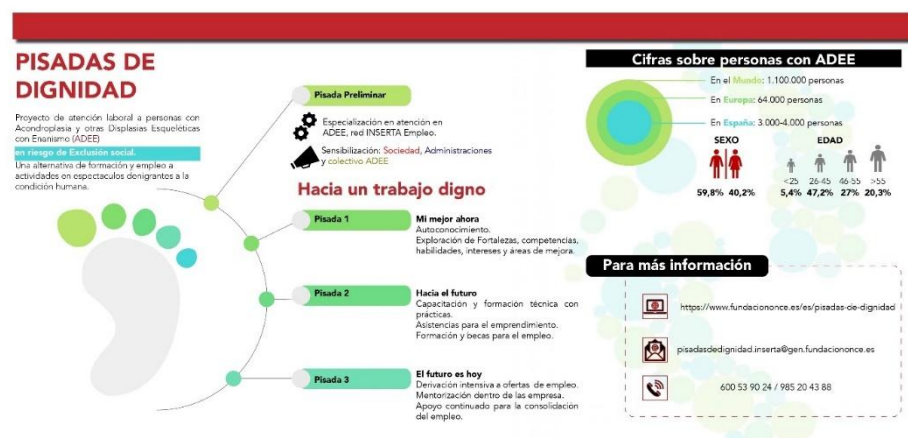 PISADAS DE
DIGNIDAD
Proyecto de atención laboral a personas con
Acondroplasia y otras Displasias Esqueléticas
con Enanismo (ADEE)
en riesgo de Exclusión social.
Una alternativa de formación y empleo a
actividades en espectaculos denigrantes a la
condición humana.
Pisada Preliminar
Especialización en atención en
ADEE, red INSERTA Empleo.
Sensibilización: Sociedad, Administraciones
y colectivo ADEE
Hacia un trabajo digno
Pisada 1
Mi mejor ahora
Autoconocimiento.
Exploración de Fortalezas, competencias,
habilidades, intereses y áreas de mejora.
Pisada 2
Hacia el futuro
Capacitación y formación técnica con
prácticas.
Asistencias para el emprendimiento.
Formación y becas para el empleo.
Pisada 3
El futuro es hoy
Derivación intensiva a ofertas de empleo.
Mentorización dentro de las empresa.
Apoyo continuado para la consolidación
del empleo.
Cifras sobre personas con ADEE
En el Mundo: 1.100.000 personas
En Europa: 64.000 personas
En España: 3.000-4.000 personas
SEXO
59,8% 40,2%
EDAD
<25 26-45 46-55 >55
5,4% 47,2% 27% 20,3%
Para más información
https://www.fundaciononce.es/es/pisadas-de-dignidad
pisadasdedignidad.inserta@gen.fundaciononce.es
600 53 90 24 / 985 20 43 88